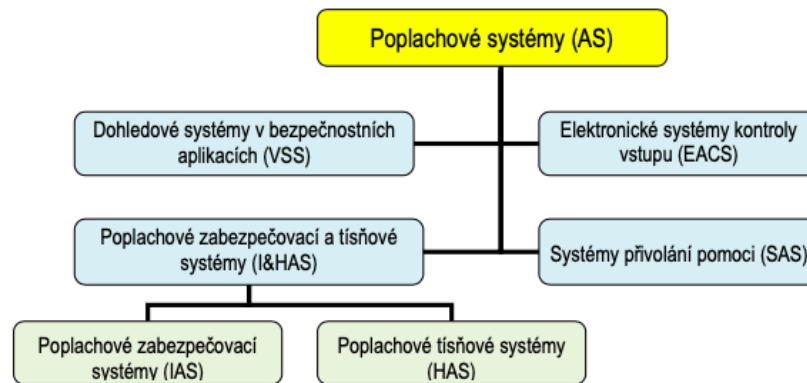 Poplachové systémy (AS)
Dohledové systémy v bezpečnostních
aplikacích (VSS)
Elektronické systémy kontroly
vstupu (EACS)
Poplachové zabezpečovací a tísňové
systémy (I&HAS)
Systémy přivolání pomoci (SAS)
Poplachové zabezpečovací
systémy (IAS)
Poplachové tísňové systémy
(HAS)